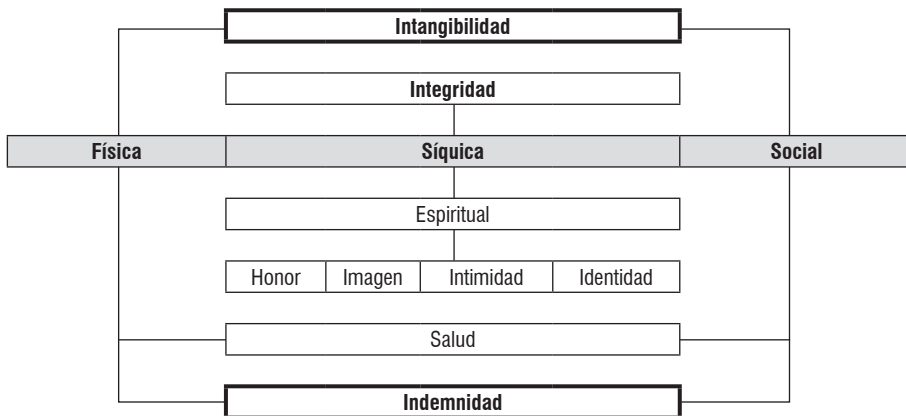 Intangibilidad
Integridad
Física Síquica Social
Espiritual
Honor Imagen Intimidad Identidad
Salud
Indemnidad